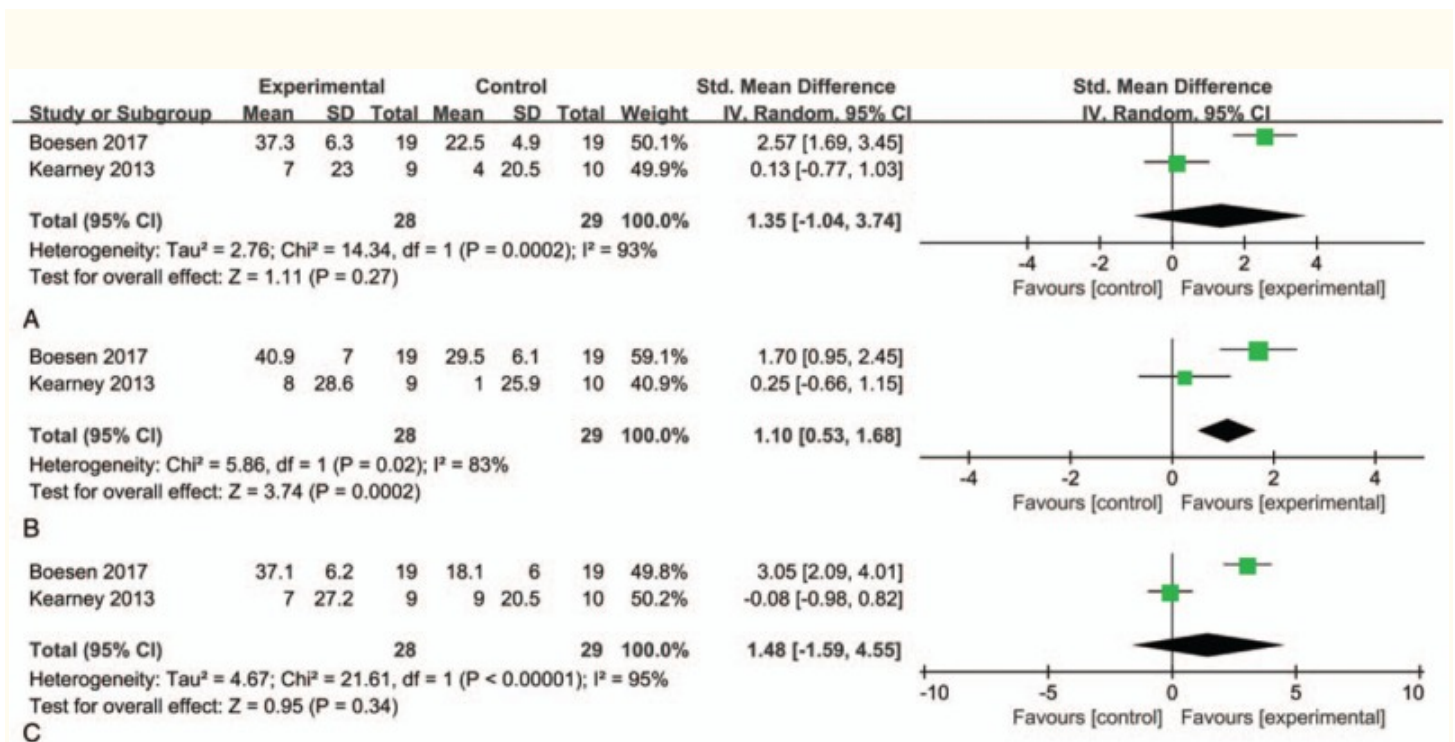 Experimental Control Std. Mean Difference Std. Mean Difference
Study or Subgroup Mean SD Total Mean SD Total Weight IV, Random, 95% CI IV, Random, 95% CI
Boesen 2017 37.3 6.3 19 22.5 4.9 19 50.1% 2.57 [1.69, 3.45]
Kearney 2013 7 23 9 4 20.5 10 49.9% 0.13 [-0.77, 1.03]
Total (95% CI) 28 29 100.0% 1.35 [-1.04, 3.74]
Heterogeneity: Tau² = 2.76; Chi² = 14.34, df = 1 (P = 0.0002); I² = 93%
Test for overall effect: Z = 1.11 (P = 0.27)
-4 -2 0 2 4
Favours [control] Favours [experimental]
A
Boesen 2017 40.9 7 19 29.5 6.1 19 59.1% 1.70 [0.95, 2.45]
Kearney 2013 8 28.6 9 1 25.9 10 40.9% 0.25 [-0.66, 1.15]
Total (95% CI) 28 29 100.0% 1.10 [0.53, 1.68]
Heterogeneity: Chi² = 5.86, df = 1 (P = 0.02); I² = 83%
Test for overall effect: Z = 3.74 (P = 0.0002)
-4 -2 0 2 4
Favours [control] Favours [experimental]
B
Boesen 2017 37.1 6.2 19 18.1 6 19 49.8% 3.05 [2.09, 4.01]
Kearney 2013 7 27.2 9 9 20.5 10 50.2% -0.08 [-0.98, 0.82]
Total (95% CI) 28 29 100.0% 1.48 [-1.59, 4.55]
Heterogeneity: Tau² = 4.67; Chi² = 21.61, df = 1 (P < 0.00001); I² = 95%
Test for overall effect: Z = 0.95 (P = 0.34)
-10 -5 0 5 10
Favours [control] Favours [experimental]
C